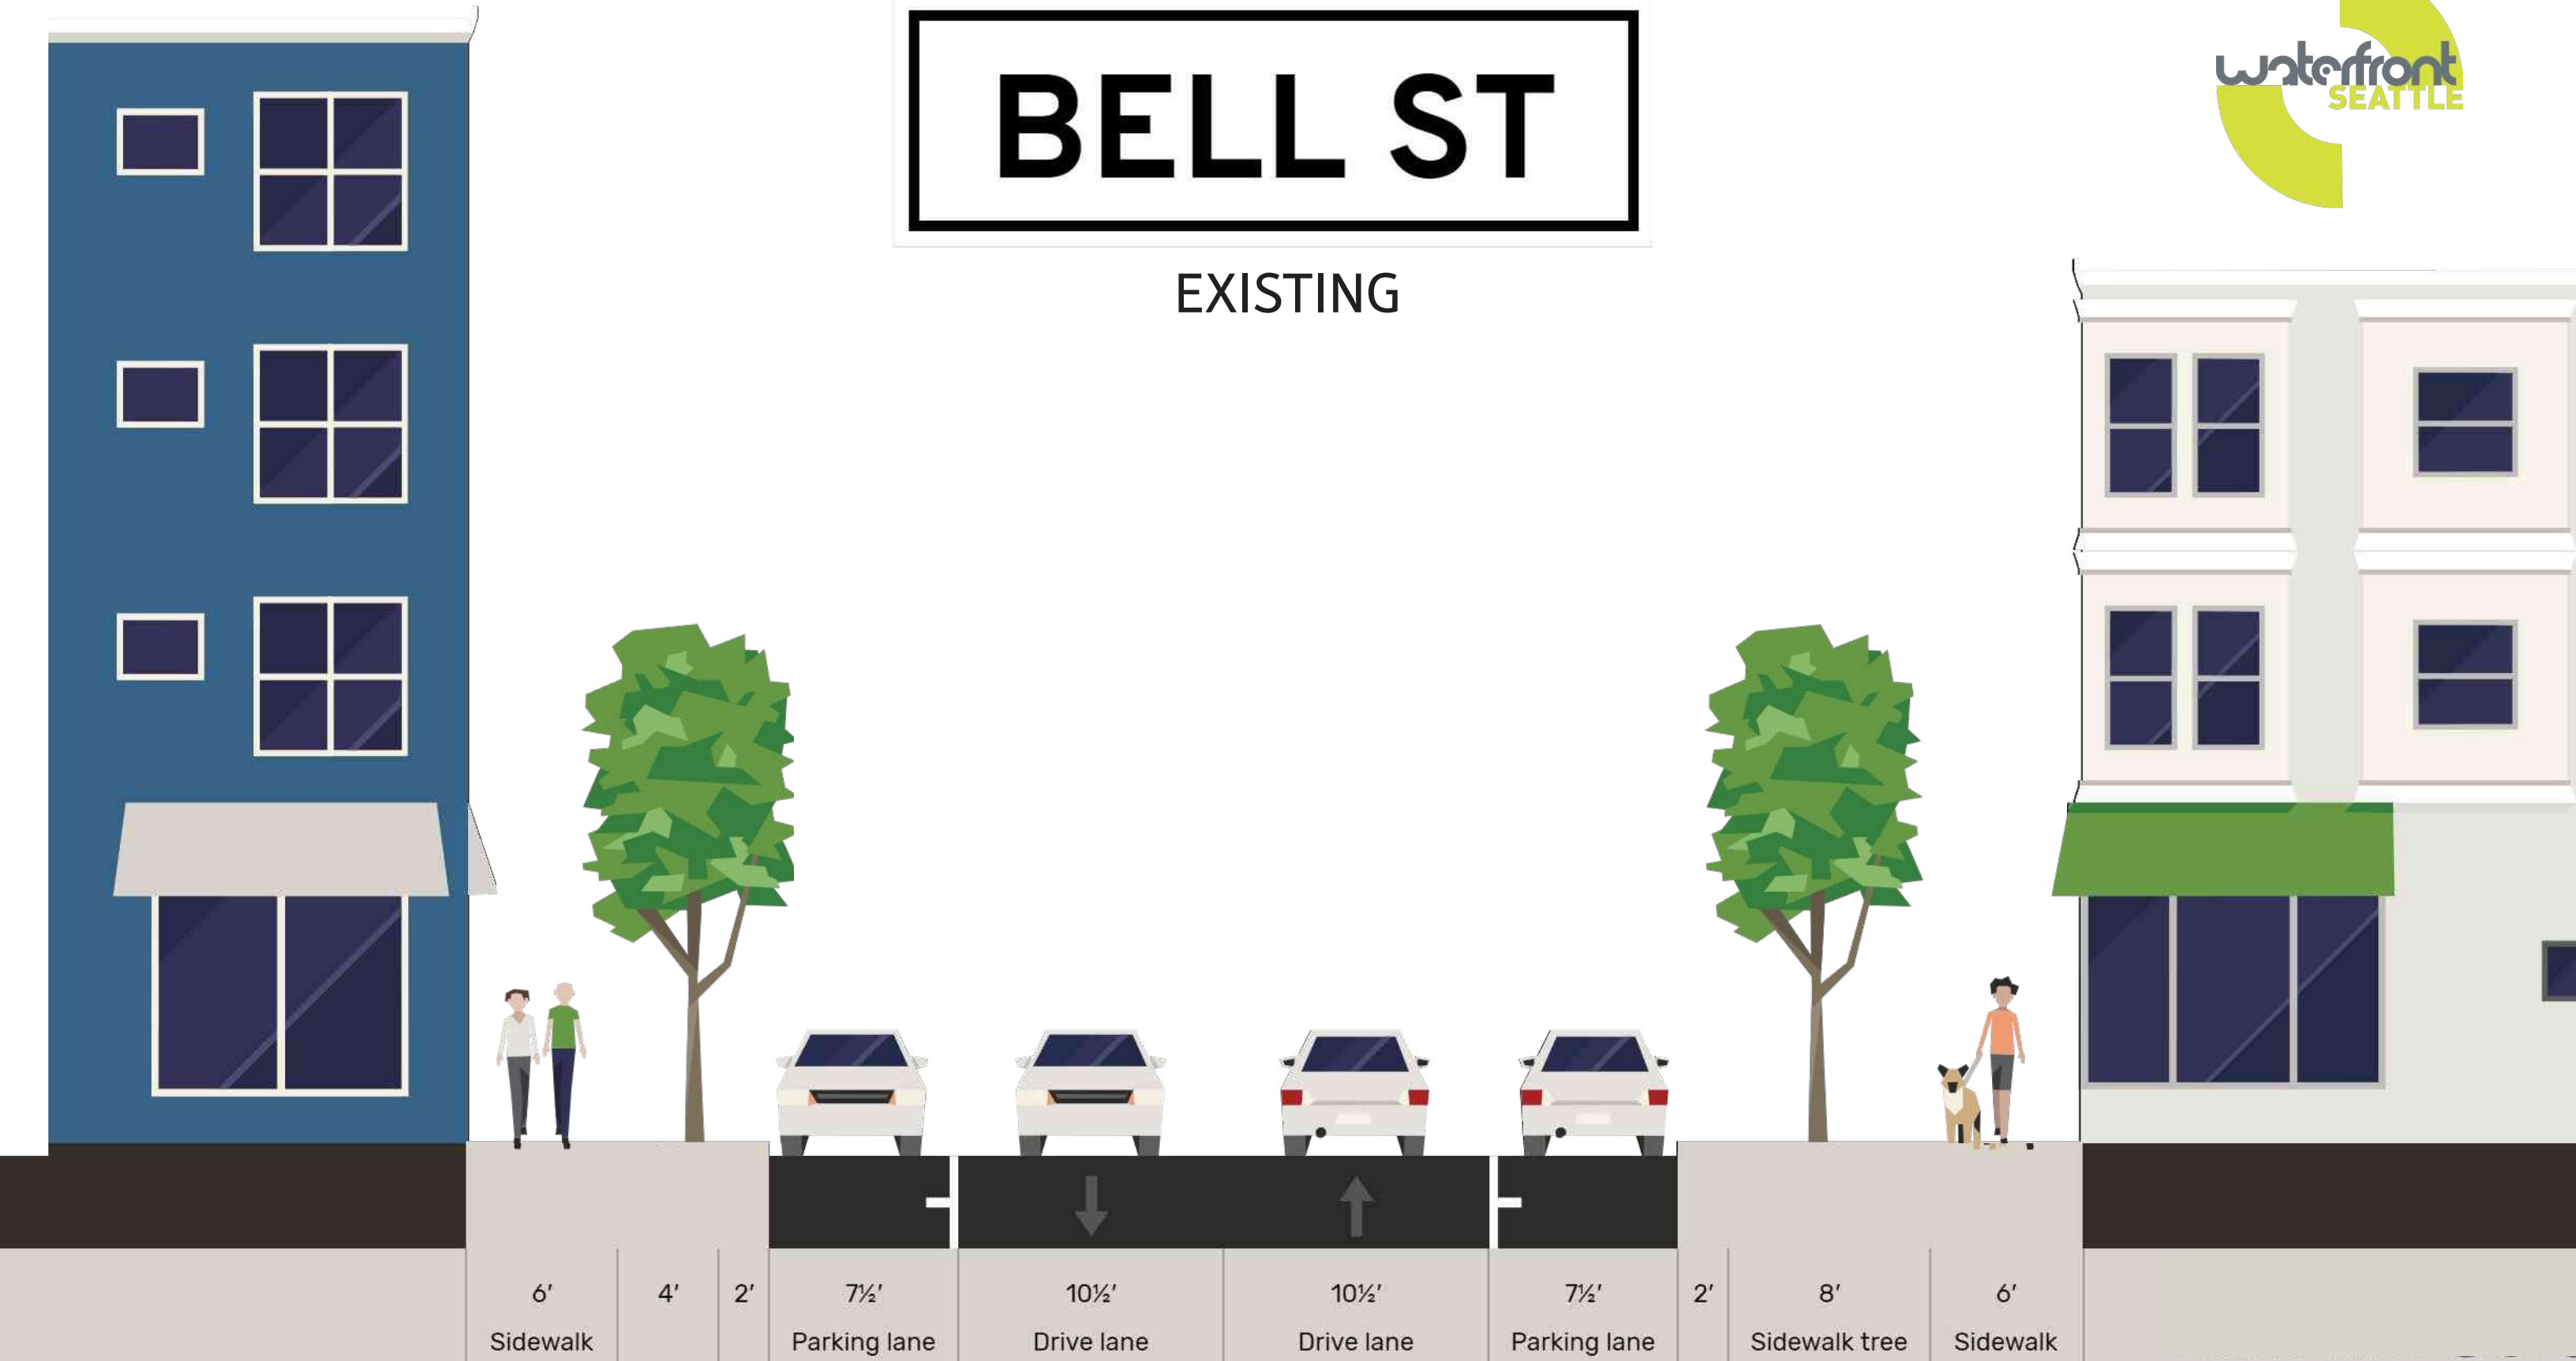 BELL ST
waterfront
SEATTLE
EXISTING
6′ 4′ 2′ 7½′ 10½′ 10½′ 7½′ 2′ 8′ 6′
Sidewalk Parking lane Drive lane Drive lane Parking lane Sidewalk tree Sidewalk